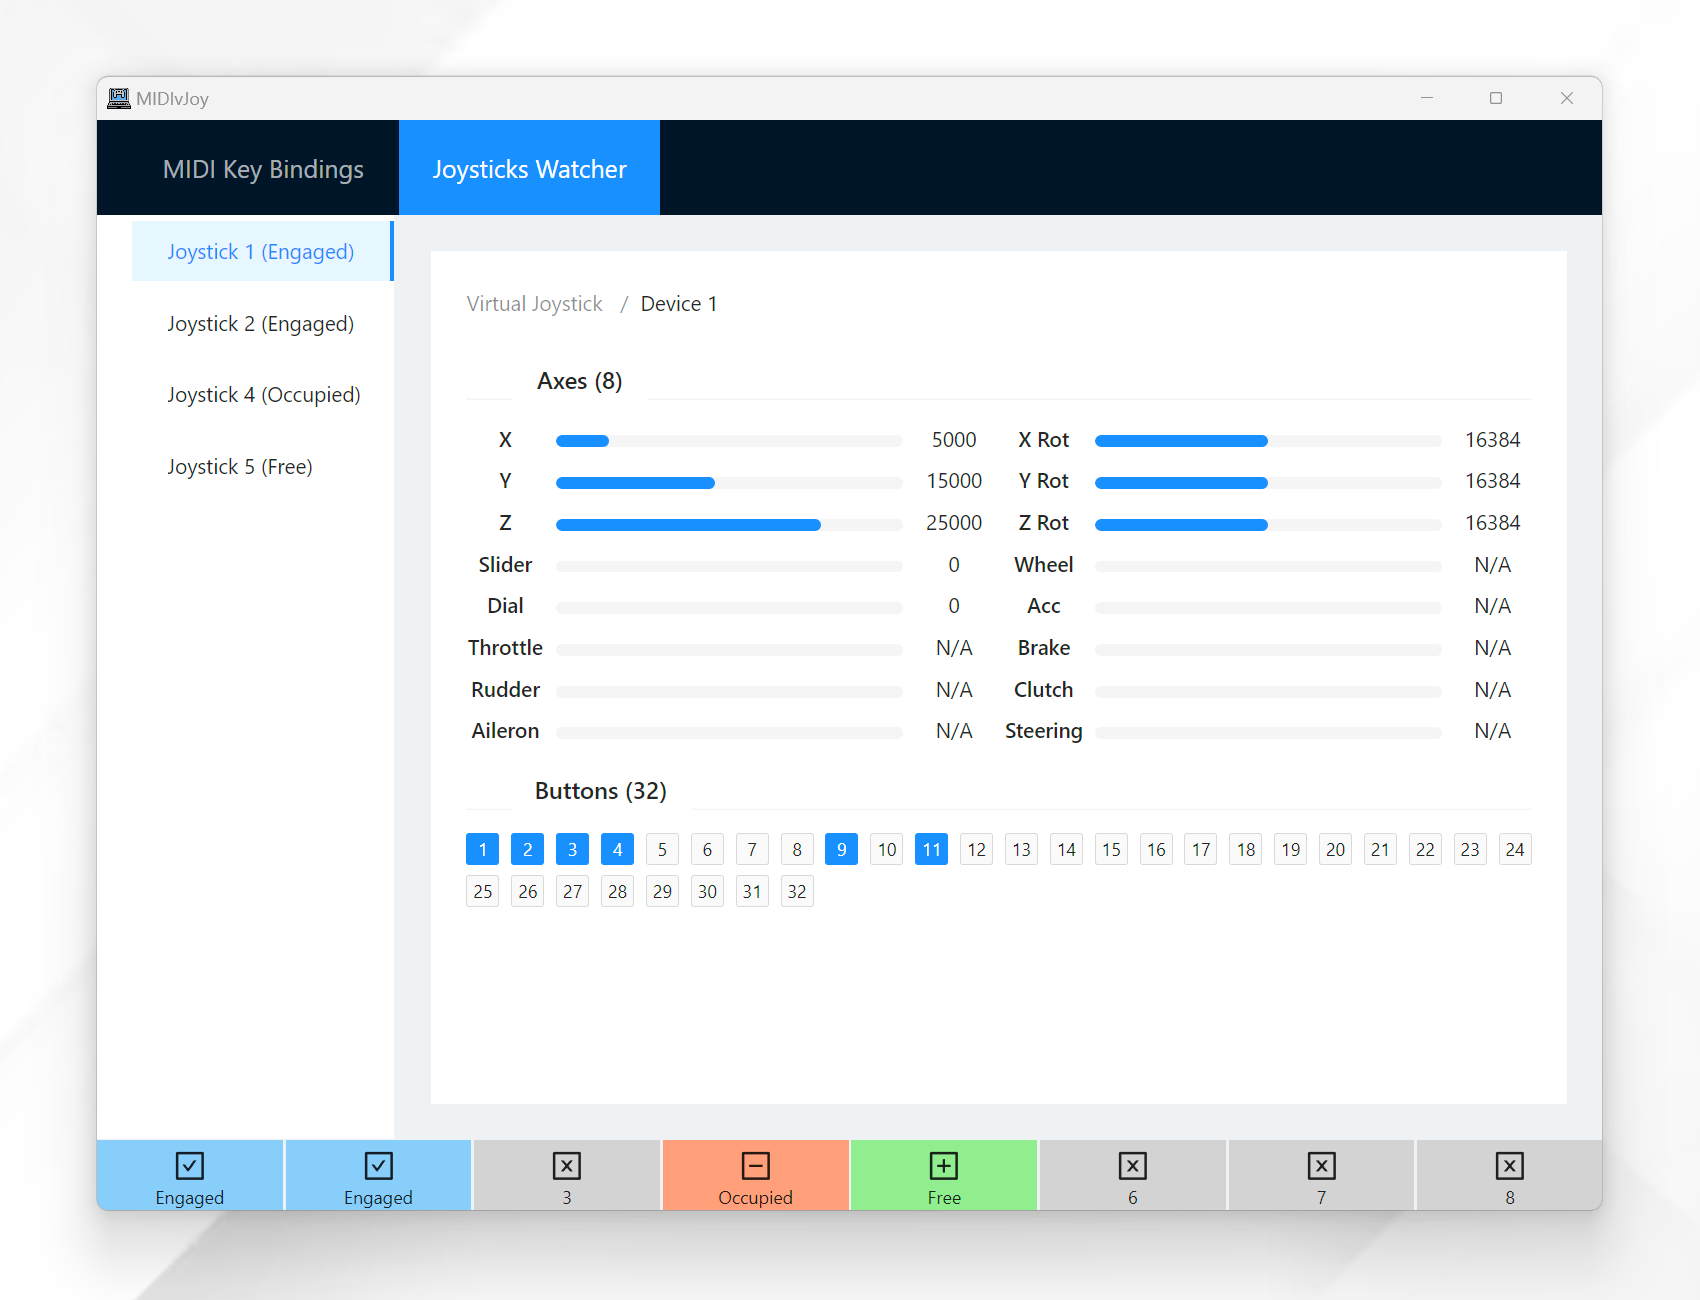 MIDIvJoy
MIDI Key Bindings Joysticks Watcher
Joystick 1 (Engaged)
Joystick 2 (Engaged)
Joystick 4 (Occupied)
Joystick 5 (Free)
Virtual Joystick / Device 1
Axes (8)
X 5000 X Rot 16384
Y 15000 Y Rot 16384
Z 25000 Z Rot 16384
Slider 0 Wheel N/A
Dial 0 Acc N/A
Throttle N/A Brake N/A
Rudder N/A Clutch N/A
Aileron N/A Steering N/A
Buttons (32)
1 2 3 4 5 6 7 8 9 10 11 12 13 14 15 16 17 18 19 20 21 22 23 24
25 26 27 28 29 30 31 32
Engaged Engaged 3 Occupied Free 6 7 8